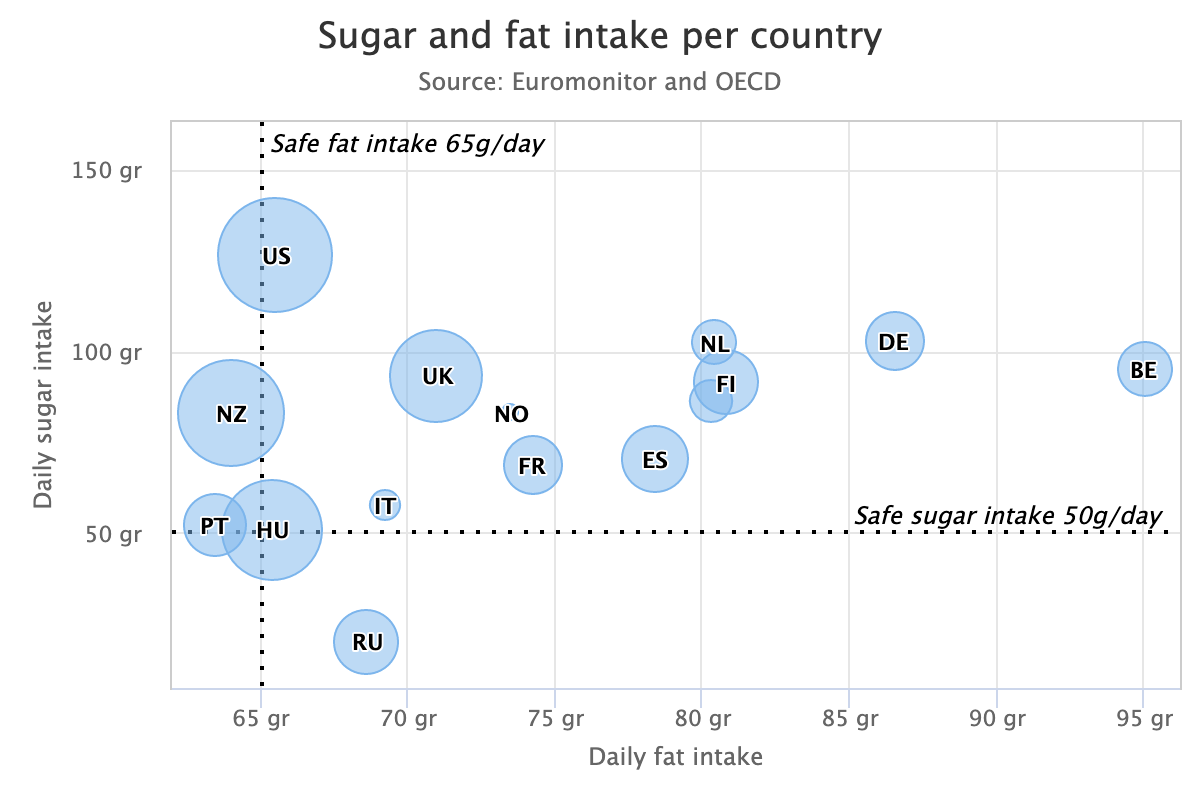 Sugar and fat intake per country
Source: Euromonitor and OECD
Safe fat intake 65g/day
150 gr
US
100 gr
NL
DE
BE
UK
FI
NZ
NO
FR
ES
IT
Safe sugar intake 50g/day
50 gr
PT
HU
RU
Daily sugar intake
65 gr
70 gr
75 gr
80 gr
85 gr
90 gr
95 gr
Daily fat intake